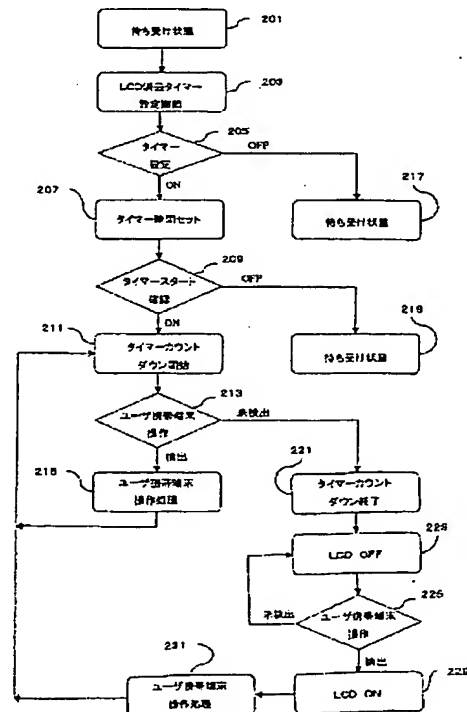 待ち受け状態
201
LCD消去タイマー
設定画面
203
タイマー
設定
205
OFF
ON
207
タイマー時間セット
217
待ち受け状態
209
タイマースタート
確認
OFF
ON
211
タイマーカウント
ダウン開始
219
待ち受け状態
213
ユーザ携帯端末
操作
未検出
検出
215
ユーザ携帯端末
操作処理
221
タイマーカウント
ダウン終了
223
LCD OFF
225
ユーザ携帯端末
操作
未検出
検出
231
ユーザ携帯端末
操作処理
LCD ON